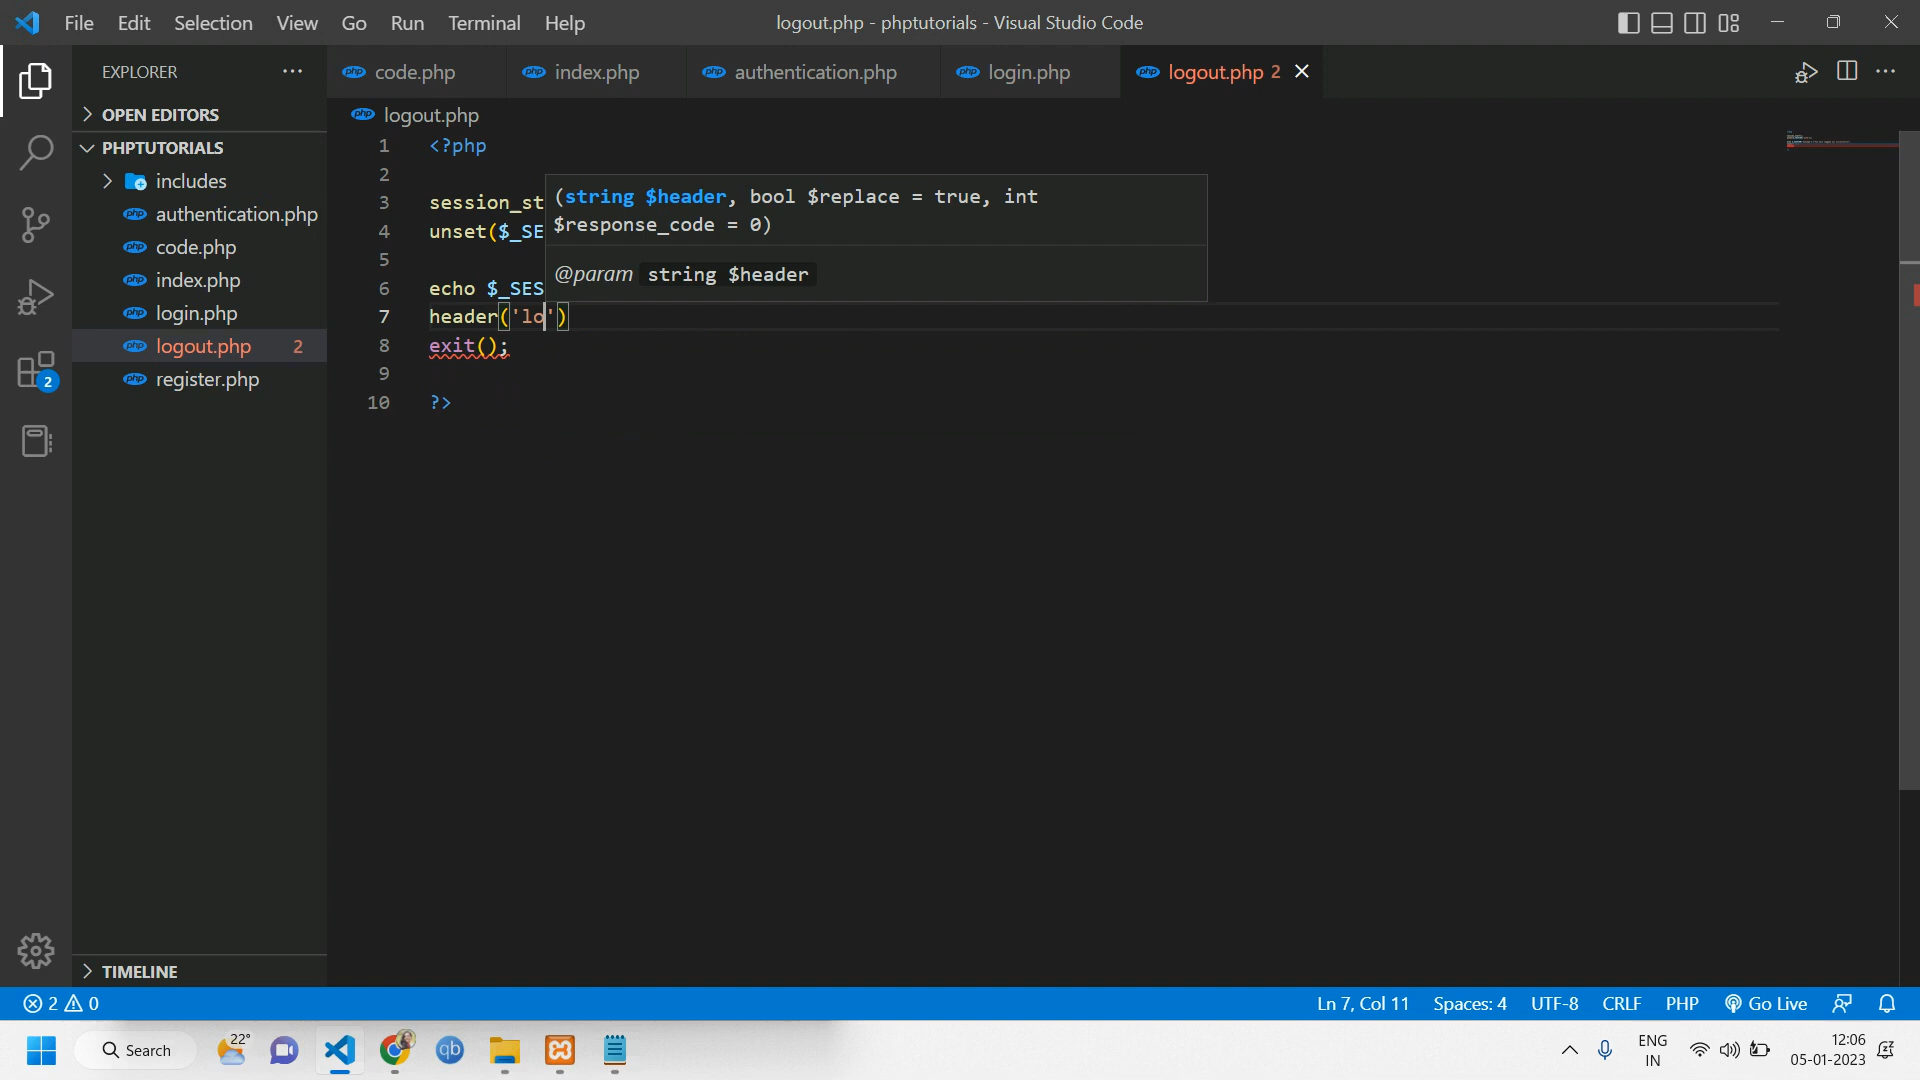 File Edit Selection View Go Run Terminal Help logout.php - phptutorials - Visual Studio Code
EXPLORER
code.php index.php authentication.php login.php logout.php 2
OPEN EDITORS
logout.php
PHPTUTORIALS
includes
authentication.php
code.php
index.php
login.php
logout.php 2
register.php
1 <?php
2
3 session_st
4 unset($_SE
5
6 echo $_SES
7 header('lo')
8 exit();
9
10 ?>
(string $header, bool $replace = true, int
$response_code = 0)
@param string $header
2
TIMELINE
2 0 Ln 7, Col 11 Spaces: 4 UTF-8 CRLF PHP Go Live
Search 22° qb ENG
IN
12:06
05-01-2023